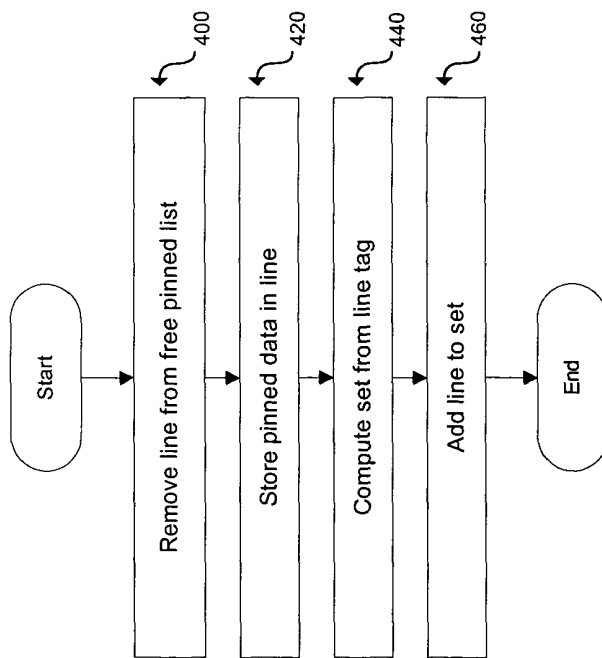 Start
Remove line from free pinned list
400
Store pinned data in line
420
Compute set from line tag
440
Add line to set
460
End